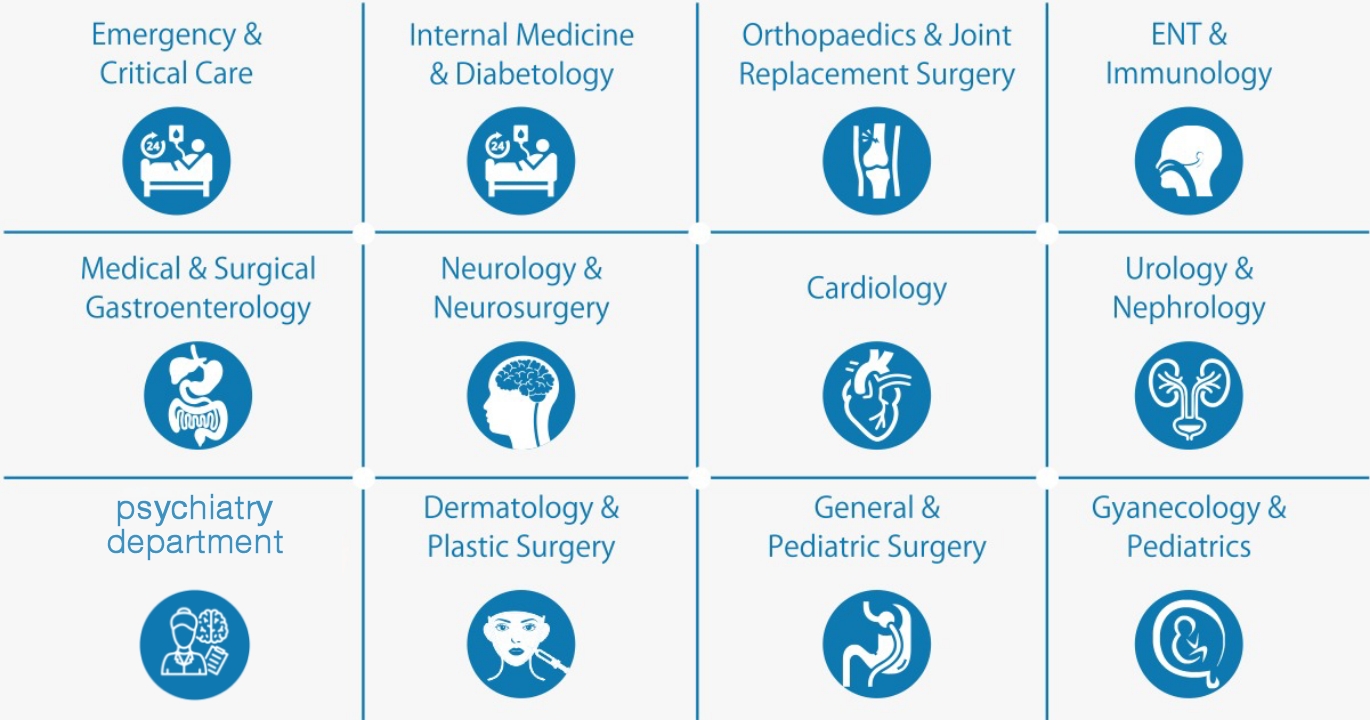 Emergency &
Critical Care
24
Internal Medicine
& Diabetology
24
Orthopaedics & Joint
Replacement Surgery
ENT &
Immunology
Medical & Surgical
Gastroenterology
Neurology &
Neurosurgery
Cardiology
Urology &
Nephrology
psychiatry
department
Dermatology &
Plastic Surgery
General &
Pediatric Surgery
Gyanecology &
Pediatrics